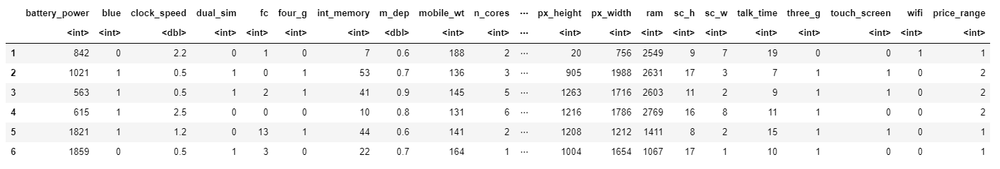 battery_power blue clock_speed dual_sim fc four_g int_memory m_dep mobile_wt n_cores ... px_height px_width ram sc_h sc_w talk_time three_g touch_screen wifi price_range
<int> <int> <dbl> <int> <int> <int> <int> <dbl> <int> <int> ... <int> <int> <int> <int> <int> <int> <int> <int> <int> <int>
1 842 0 2.2 0 1 0 7 0.6 188 2 ... 20 756 2549 9 7 19 0 0 1 1
2 1021 1 0.5 1 0 1 53 0.7 136 3 ... 905 1988 2631 17 3 7 1 1 0 2
3 563 1 0.5 1 2 1 41 0.9 145 5 ... 1263 1716 2603 11 2 9 1 1 0 2
4 615 1 2.5 0 0 0 10 0.8 131 6 ... 1216 1786 2769 16 8 11 1 0 0 2
5 1821 1 1.2 0 13 1 44 0.6 141 2 ... 1208 1212 1411 8 2 15 1 1 0 1
6 1859 0 0.5 1 3 0 22 0.7 164 1 ... 1004 1654 1067 17 1 10 1 0 0 1